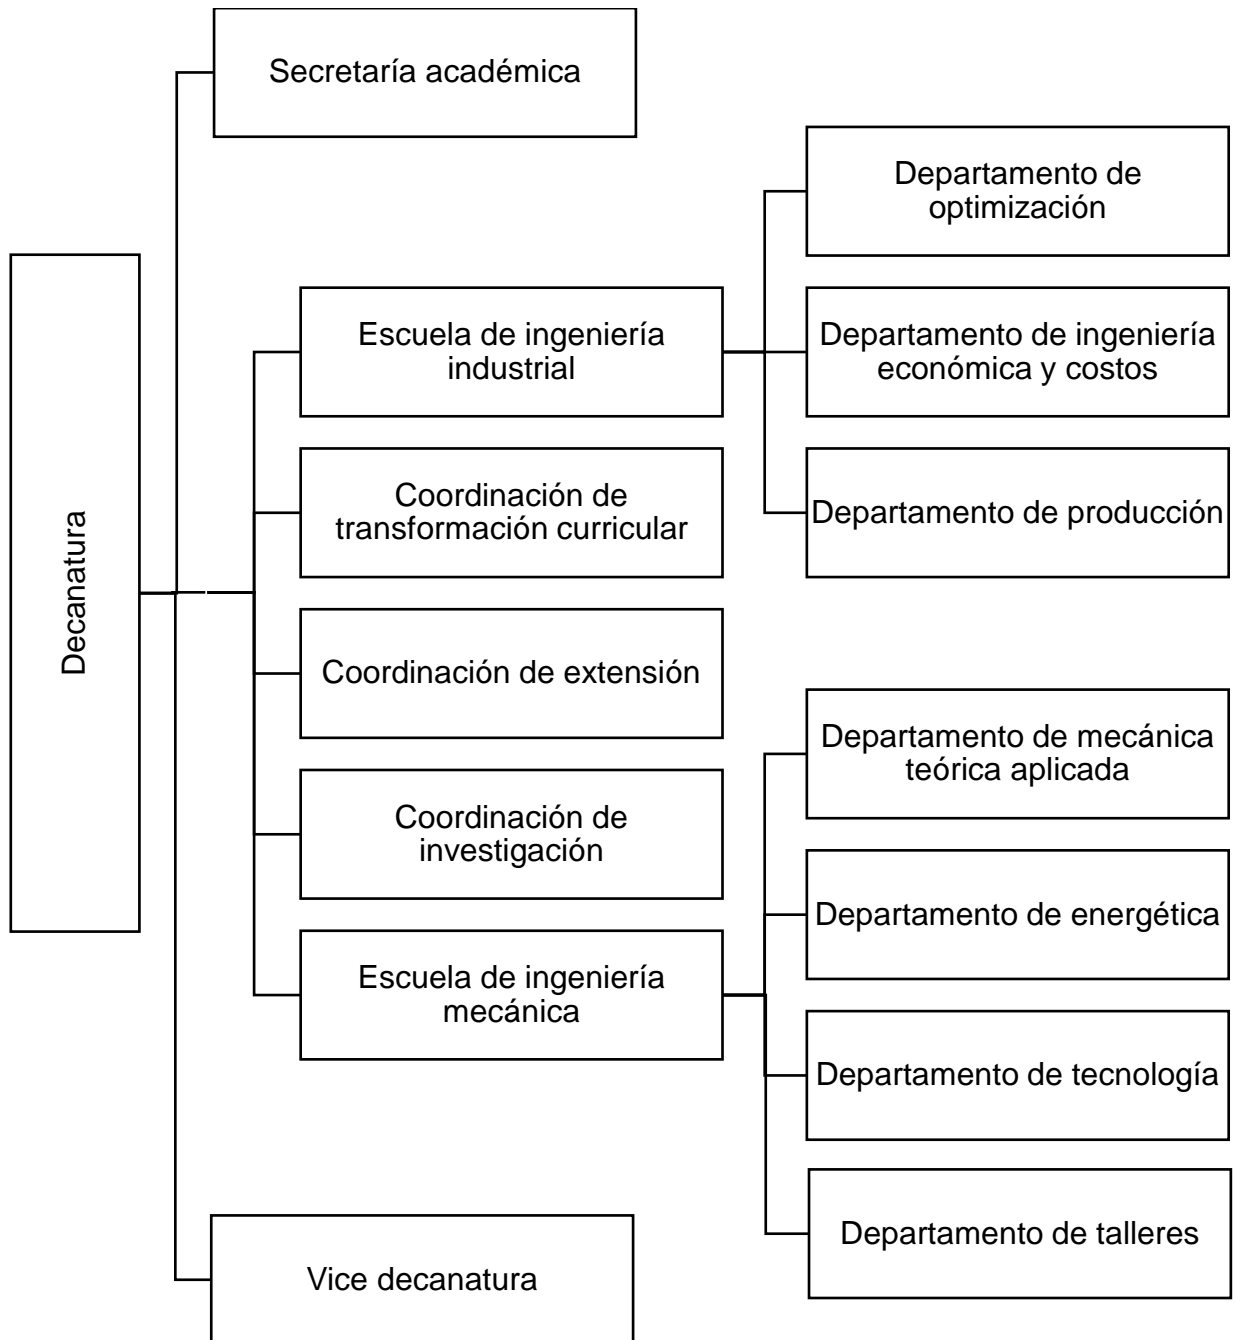 Secretaría académica
Departamento de
optimización
Escuela de ingeniería
industrial
Departamento de ingeniería
económica y costos
Coordinación de
transformación curricular
Departamento de producción
Decanatura
Coordinación de extensión
Departamento de mecánica
teórica aplicada
Coordinación de
investigación
Departamento de energética
Escuela de ingeniería
mecánica
Departamento de tecnología
Departamento de talleres
Vice decanatura